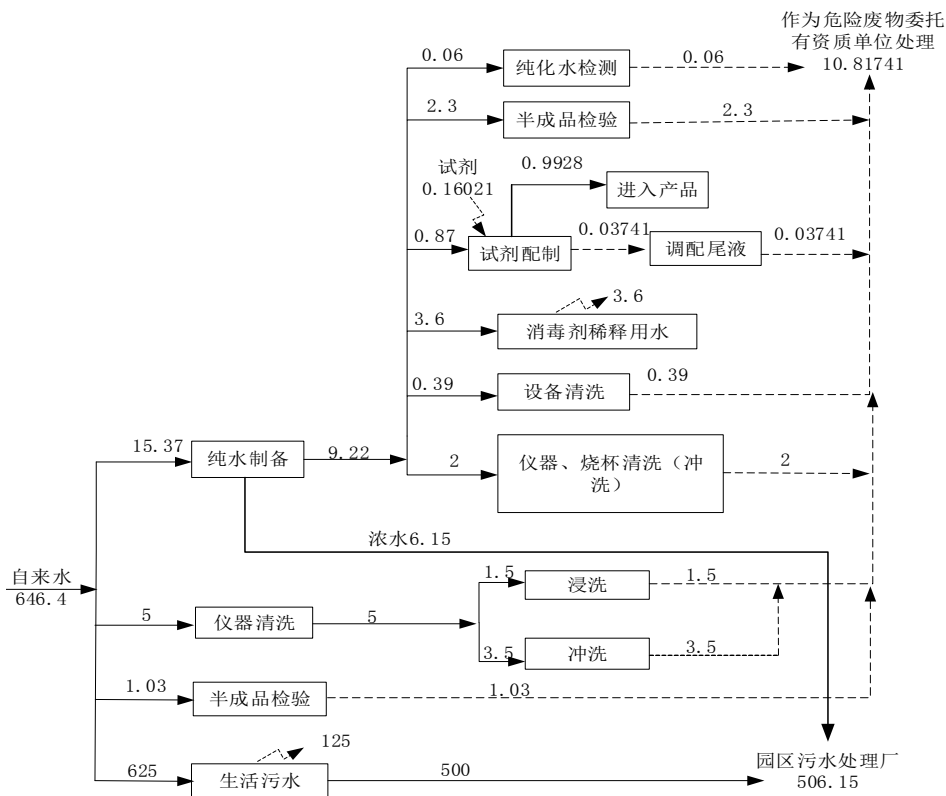 作为危险废物委托
有资质单位处理
10.81741
0.06
纯化水检测
0.06
2.3
半成品检验
2.3
试剂
0.16021
0.9928
进入产品
0.87
试剂配制
0.03741
调配尾液
0.03741
3.6
消毒剂稀释用水
3.6
0.39
设备清洗
0.39
15.37
纯水制备
9.22
2
仪器、烧杯清洗（冲
洗）
2
浓水6.15
自来水
646.4
5
仪器清洗
5
1.5
浸洗
1.5
3.5
冲洗
3.5
1.03
半成品检验
1.03
125
625
生活污水
500
园区污水处理厂
506.15